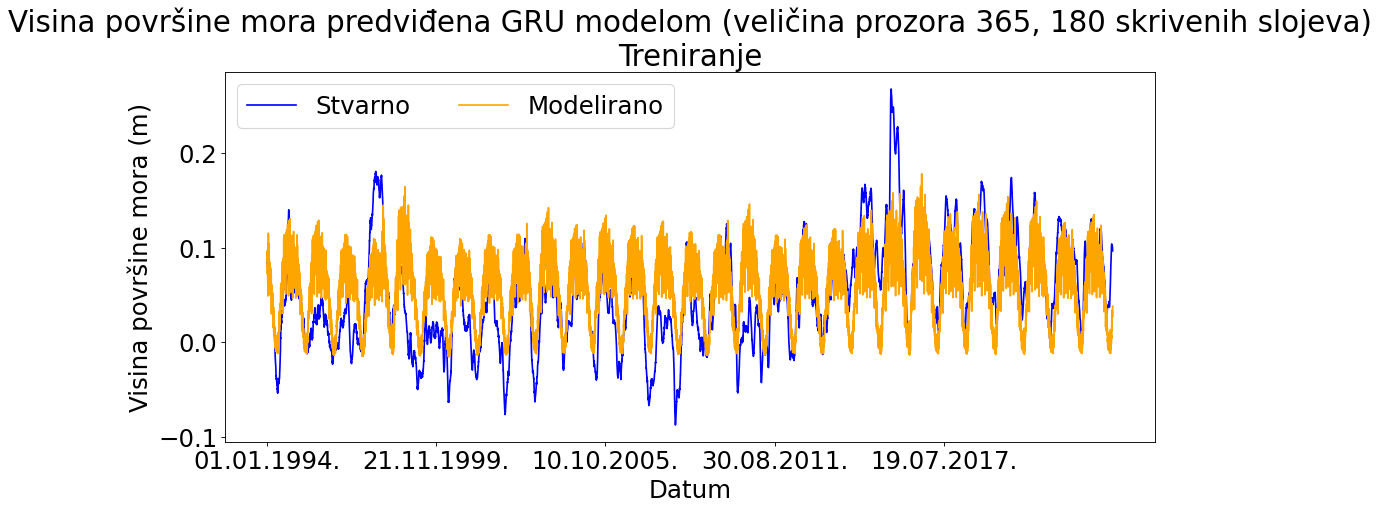 Visina površine mora predviđena GRU modelom (veličina prozora 365, 180 skrivenih slojeva)
Treniranje
Stvarno
Modelirano
Visina površine mora (m)
0.2
0.1
0.0
−0.1
01.01.1994.
21.11.1999.
10.10.2005.
30.08.2011.
19.07.2017.
Datum